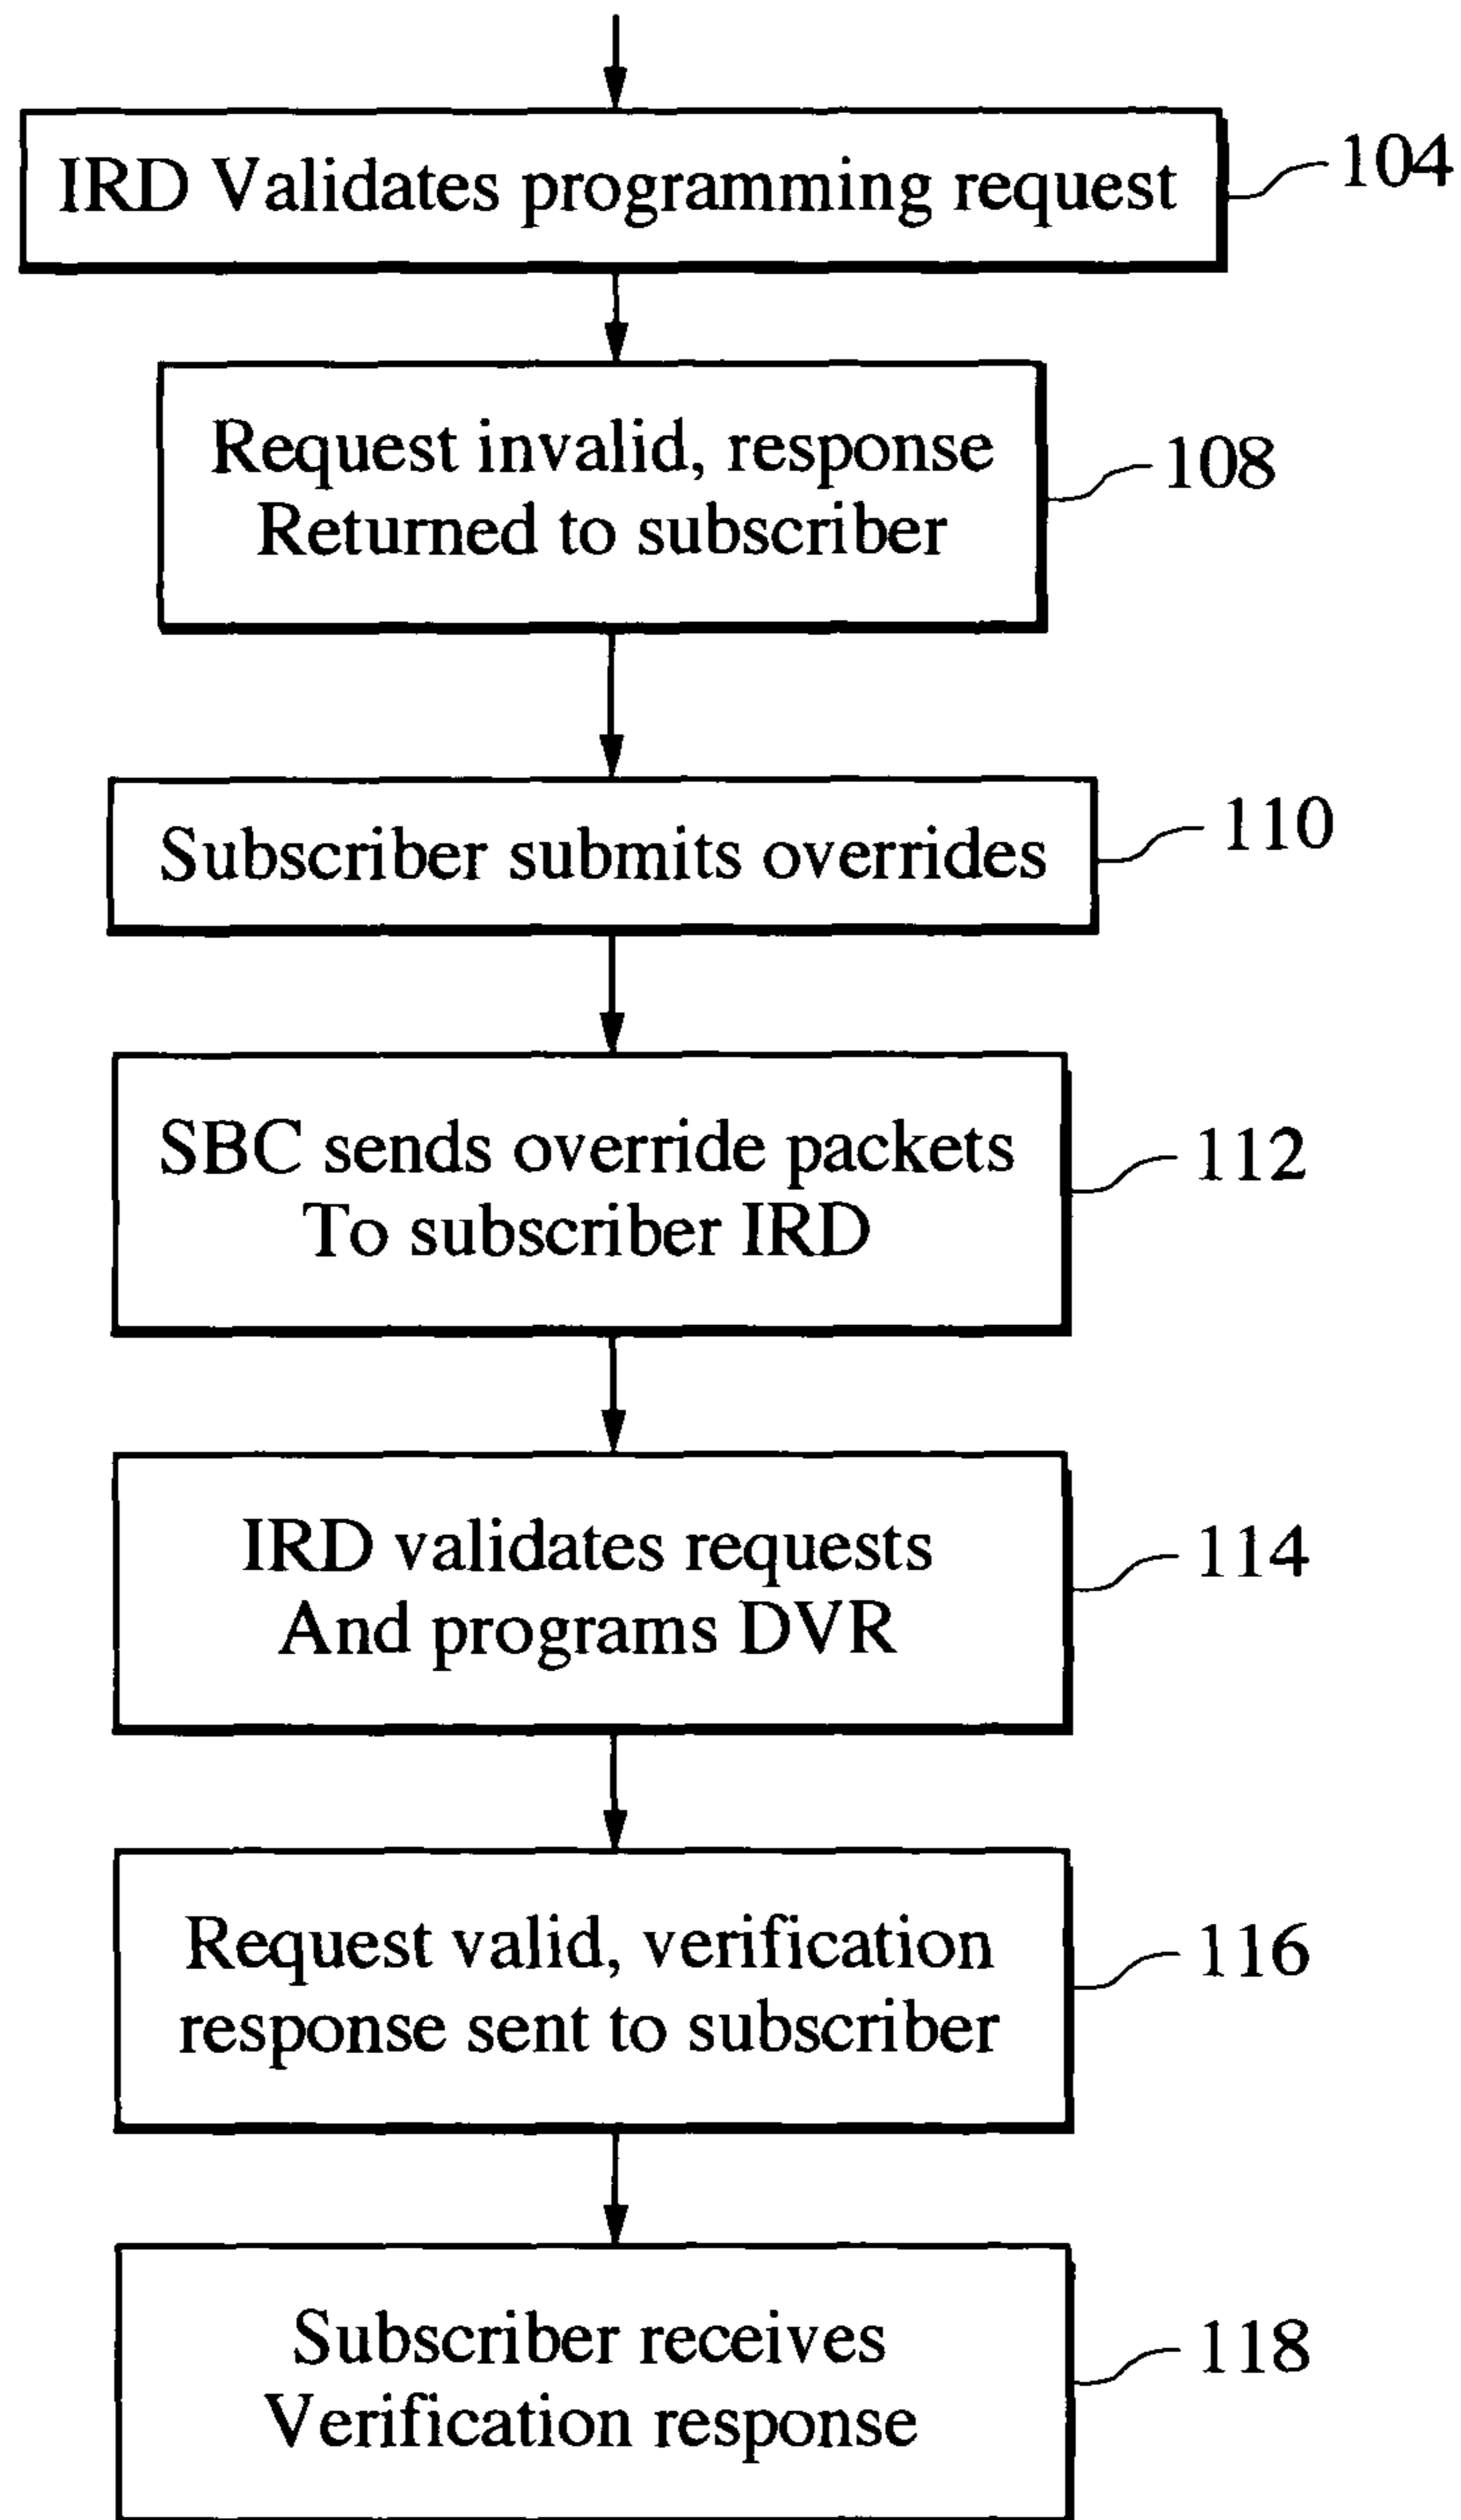 IRD Validates programming request
104
Request invalid, response
Returned to subscriber
108
Subscriber submits overrides
110
SBC sends override packets
To subscriber IRD
112
IRD validates requests
And programs DVR
114
Request valid, verification
response sent to subscriber
116
Subscriber receives
Verification response
118